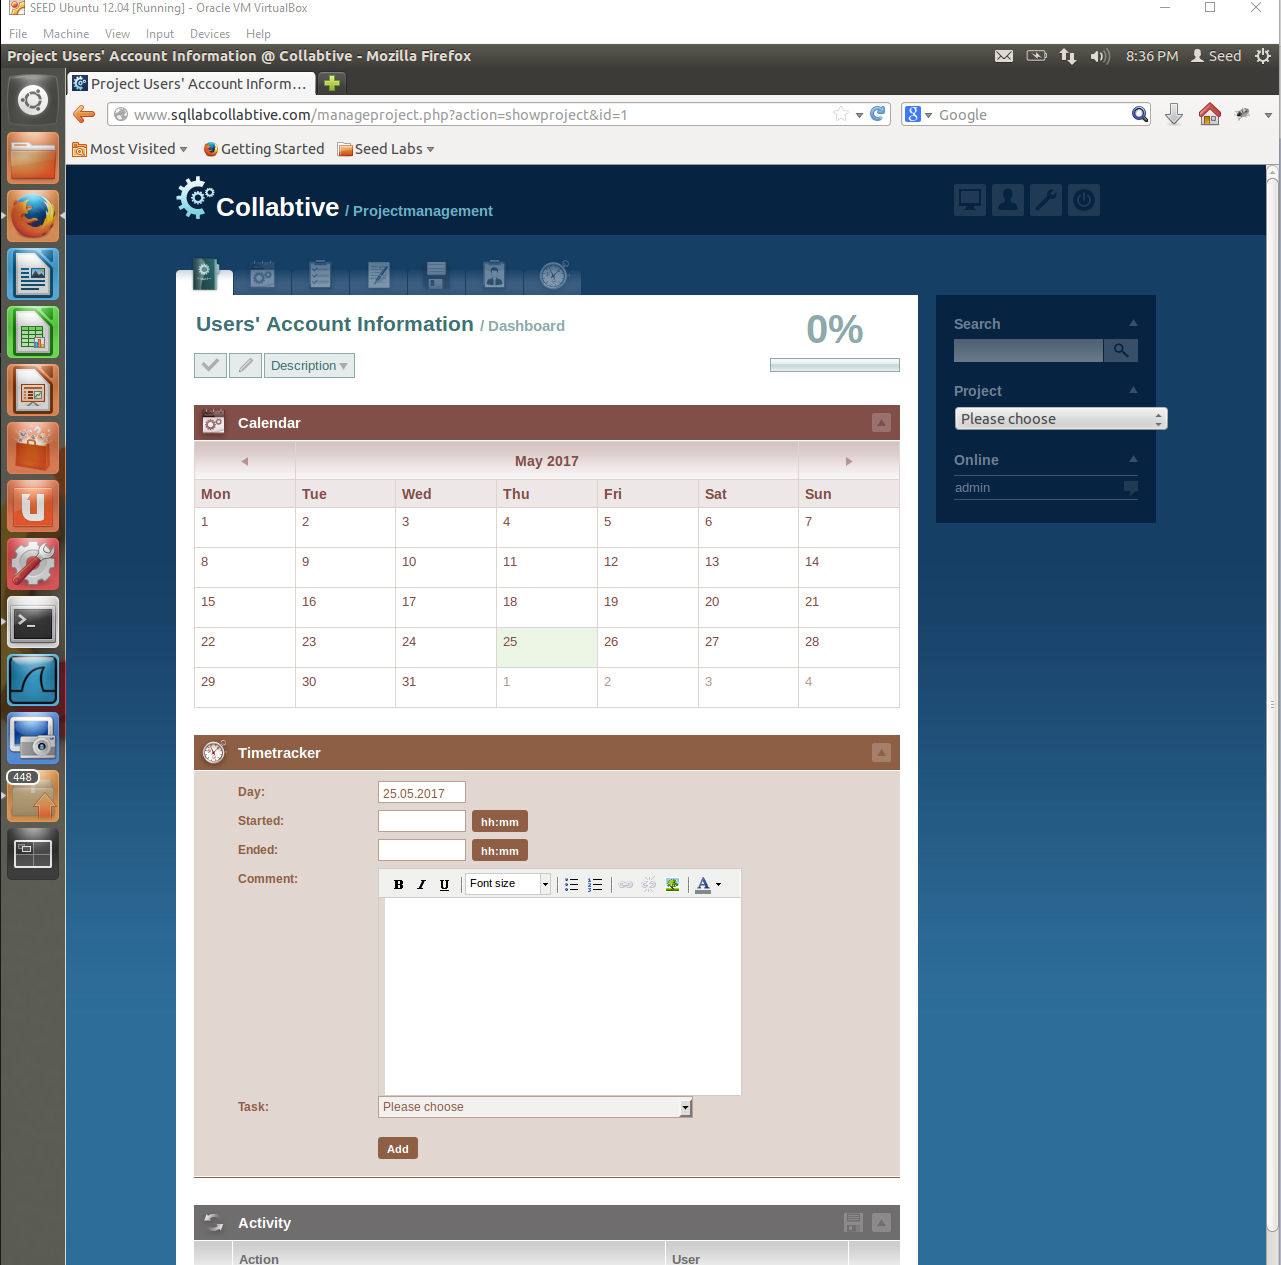 SEED Ubuntu 12.04 [Running] - Oracle VM VirtualBox
File Machine View Input Devices Help
Project Users' Account Information @ Collabtive - Mozilla Firefox
8:36 PM Seed
Project Users' Account Inform...
www.sqllabcollabtive.com/manageproject.php?action=showproject&id=1
Google
Most Visited Getting Started Seed Labs
Collabtive / Projectmanagement
Users' Account Information / Dashboard
0%
Description
Search
Project
Please choose
Online
admin
Calendar
May 2017
Mon Tue Wed Thu Fri Sat Sun
1 2 3 4 5 6 7
8 9 10 11 12 13 14
15 16 17 18 19 20 21
22 23 24 25 26 27 28
29 30 31 1 2 3 4
Timetracker
Day: 25.05.2017
Started: hh:mm
Ended: hh:mm
Comment:
B I U Font size A
Task: Please choose
Add
448
Activity
Action User